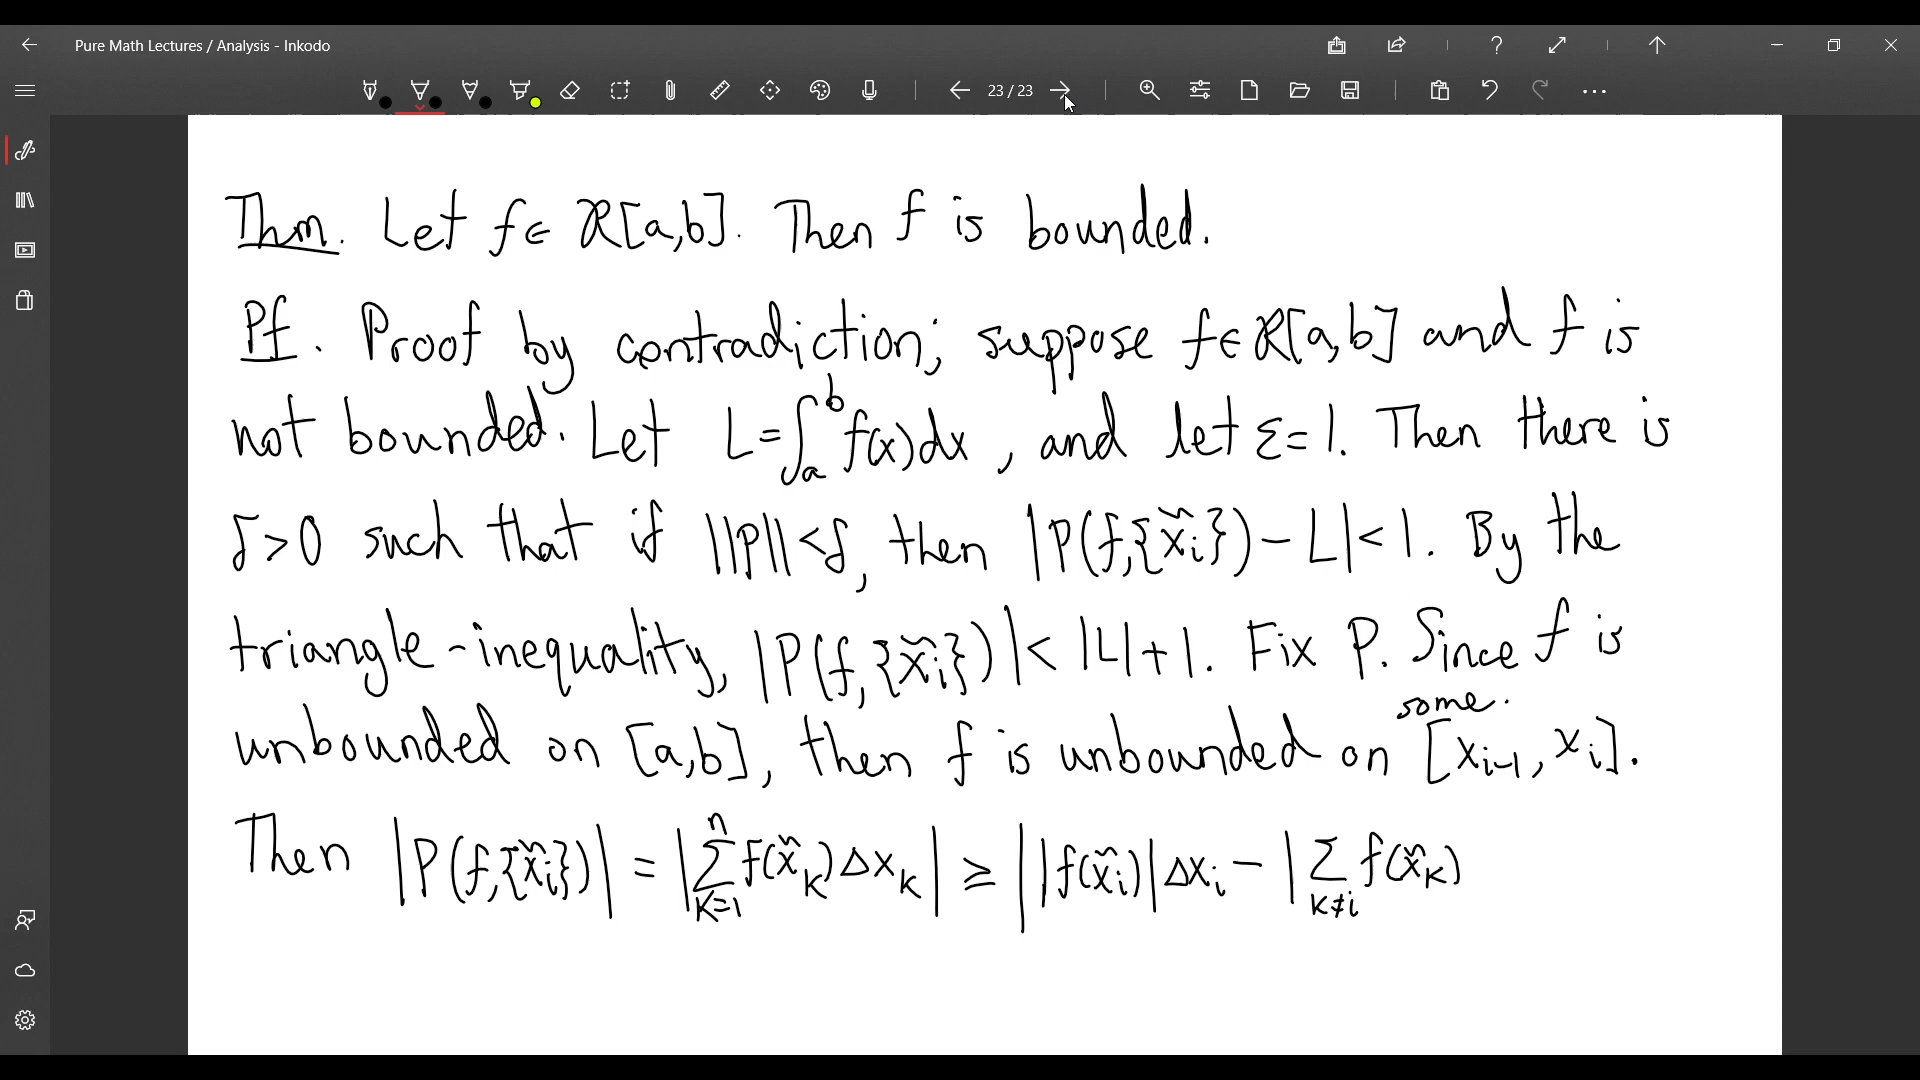 Pure Math Lectures / Analysis - Inkodo
23 / 23
Thm. Let f∈ R[a,b]. Then f is bounded.
Pf. Proof by contradiction; suppose f∈R[a,b] and f is
not bounded. Let L=∫ₐᵇ f(x)dx, and let ε=1. Then there is
δ>0 such that if ||P||<δ, then |P(f,{x̃ᵢ})-L|<1. By the
triangle-inequality, |P(f,{x̃ᵢ})|<|L|+1. Fix P. Since f is
some.
unbounded on [a,b], then f is unbounded on [xᵢ₋₁, xᵢ].
Then |P(f,{x̃ᵢ})| = |∑ₖ₌₁ⁿ f(x̃ₖ)Δxₖ| ≥ ||f(x̃ᵢ)|Δxᵢ - |∑_{k≠i} f(x̃ₖ)